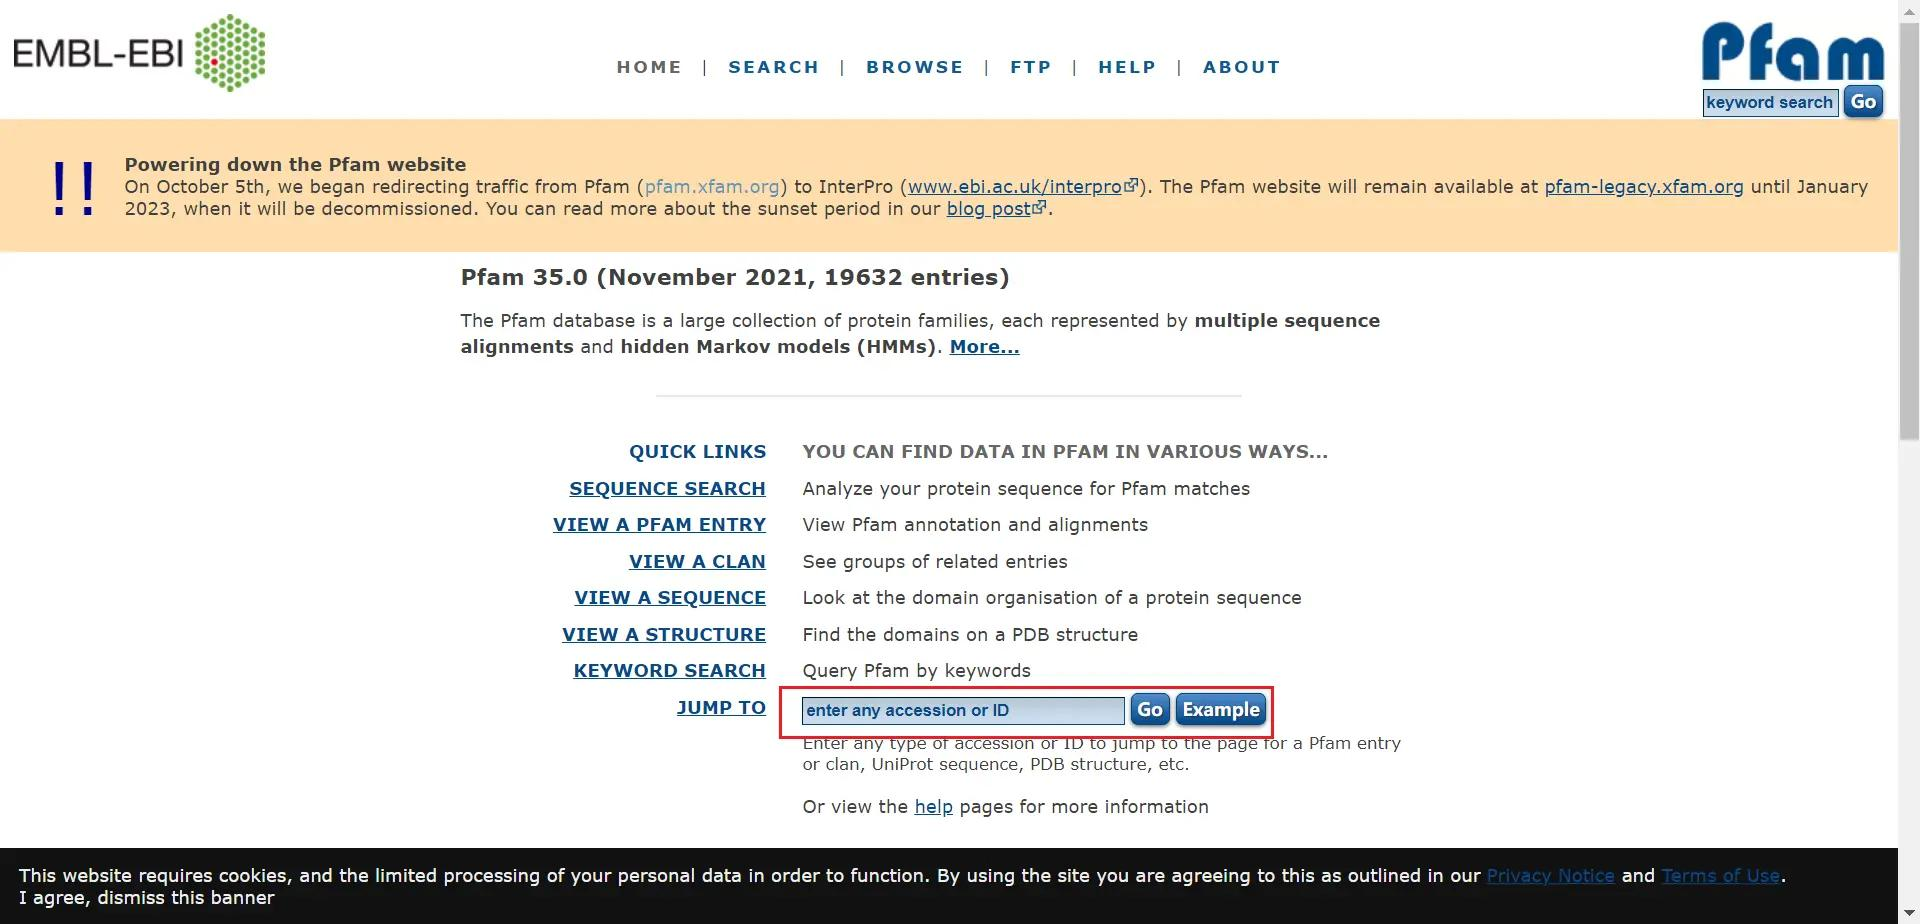 EMBL-EBI
HOME | SEARCH | BROWSE | FTP | HELP | ABOUT
Pfam
keyword search Go
!!
Powering down the Pfam website
On October 5th, we began redirecting traffic from Pfam (pfam.xfam.org) to InterPro (www.ebi.ac.uk/interpro). The Pfam website will remain available at pfam-legacy.xfam.org until January
2023, when it will be decommissioned. You can read more about the sunset period in our blog post.
Pfam 35.0 (November 2021, 19632 entries)
The Pfam database is a large collection of protein families, each represented by multiple sequence
alignments and hidden Markov models (HMMs). More...
QUICK LINKS YOU CAN FIND DATA IN PFAM IN VARIOUS WAYS...
SEQUENCE SEARCH Analyze your protein sequence for Pfam matches
VIEW A PFAM ENTRY View Pfam annotation and alignments
VIEW A CLAN See groups of related entries
VIEW A SEQUENCE Look at the domain organisation of a protein sequence
VIEW A STRUCTURE Find the domains on a PDB structure
KEYWORD SEARCH Query Pfam by keywords
JUMP TO enter any accession or ID Go Example
Enter any type of accession or ID to jump to the page for a Pfam entry
or clan, UniProt sequence, PDB structure, etc.
Or view the help pages for more information
This website requires cookies, and the limited processing of your personal data in order to function. By using the site you are agreeing to this as outlined in our Privacy Notice and Terms of Use.
I agree, dismiss this banner